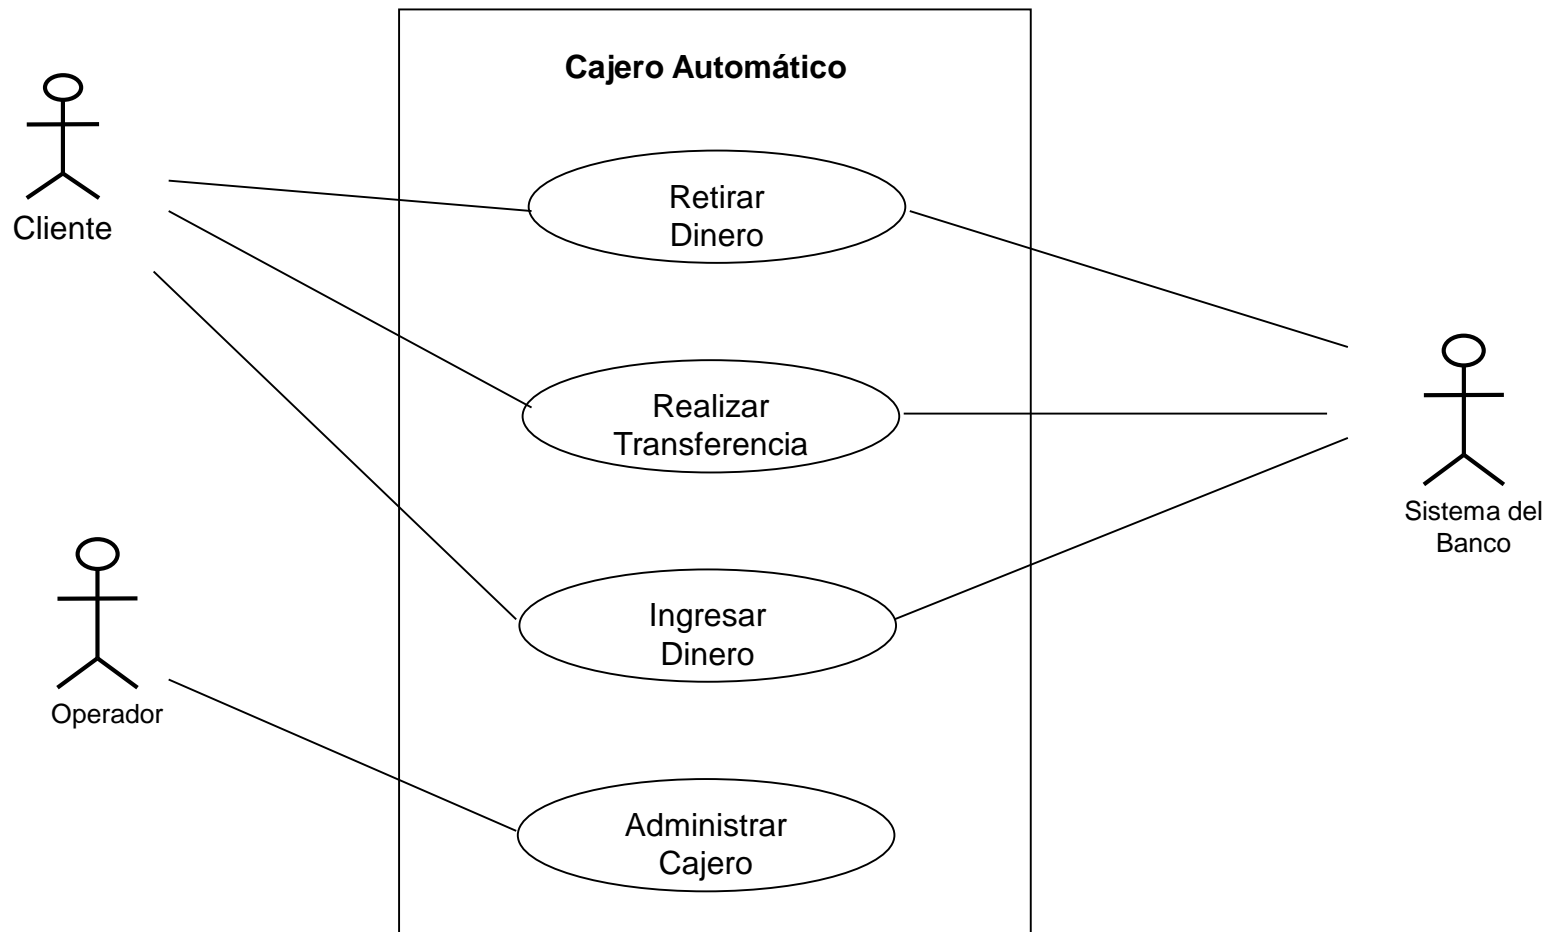 Cajero Automático
Cliente
Retirar
Dinero
Realizar
Transferencia
Sistema del
Banco
Ingresar
Dinero
Operador
Administrar
Cajero